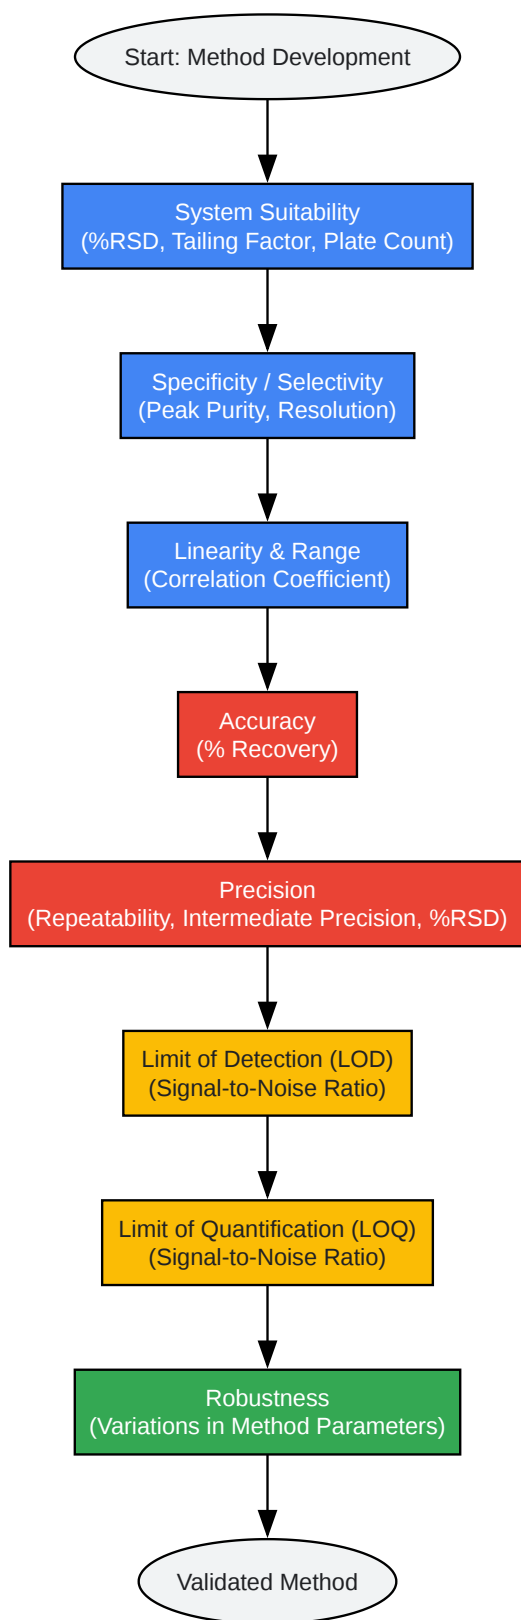 Start: Method Development
System Suitability
(%RSD, Tailing Factor, Plate Count)
Specificity / Selectivity
(Peak Purity, Resolution)
Linearity & Range
(Correlation Coefficient)
Accuracy
(% Recovery)
Precision
(Repeatability, Intermediate Precision, %RSD)
Limit of Detection (LOD)
(Signal-to-Noise Ratio)
Limit of Quantification (LOQ)
(Signal-to-Noise Ratio)
Robustness
(Variations in Method Parameters)
Validated Method